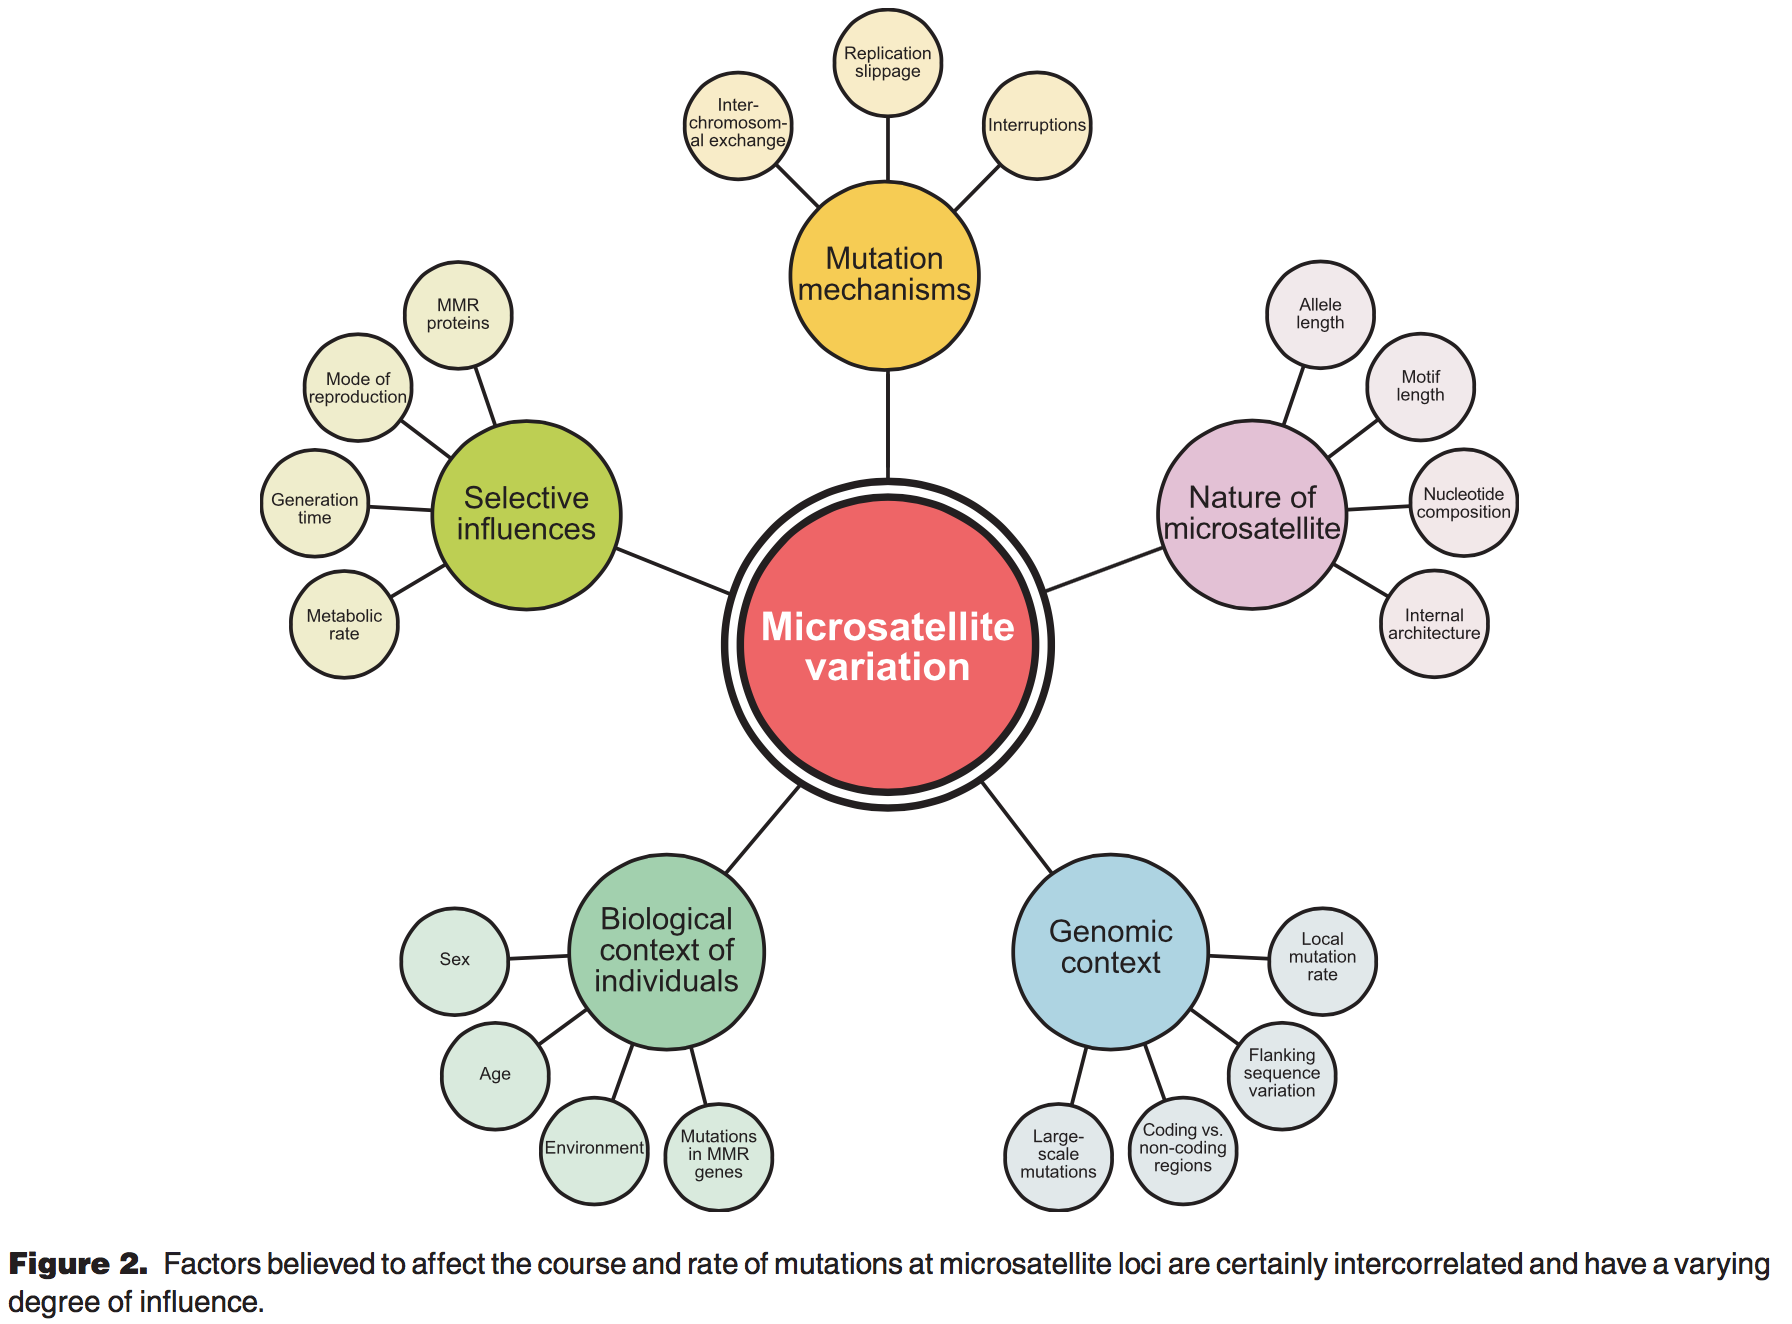 Replication
slippage
Inter-
chromosom-
al exchange
Interruptions
Mutation
mechanisms
MMR
proteins
Mode of
reproduction
Generation
time
Metabolic
rate
Selective
influences
Allele
length
Motif
length
Nucleotide
composition
Internal
architecture
Nature of
microsatellite
Microsatellite
variation
Biological
context of
individuals
Sex
Age
Environment
Mutations
in MMR
genes
Genomic
context
Local
mutation
rate
Flanking
sequence
variation
Coding vs.
non-coding
regions
Large-
scale
mutations
Figure 2. Factors believed to affect the course and rate of mutations at microsatellite loci are certainly intercorrelated and have a varying
degree of influence.